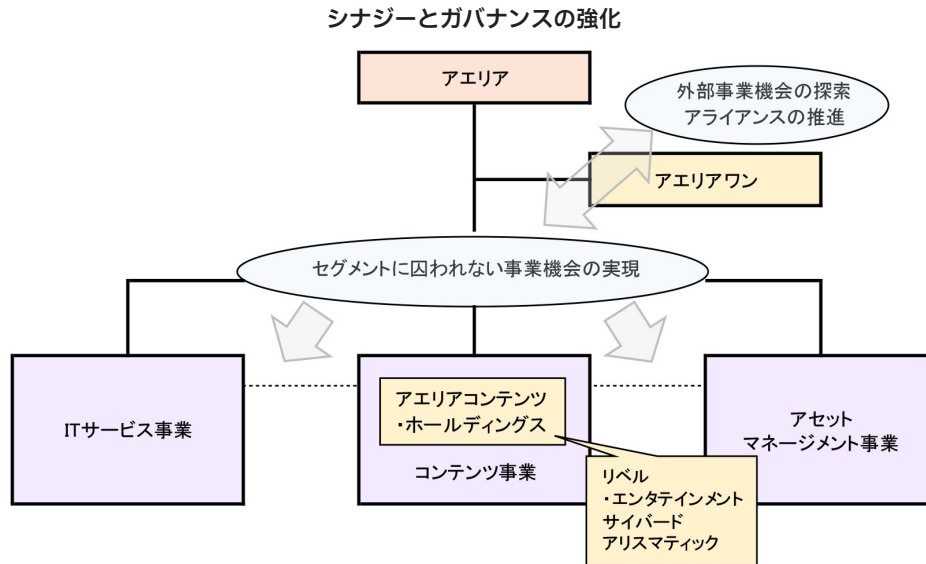 シナジーとガバナンスの強化
アエリア
外部事業機会の探索
アライアンスの推進
アエリアワン
セグメントに囚われない事業機会の実現
ITサービス事業
アエリアコンテンツ
・ホールディングス
コンテンツ事業
アセット
マネージメント事業
リベル
・エンタテインメント
サイバード
アリスマティック